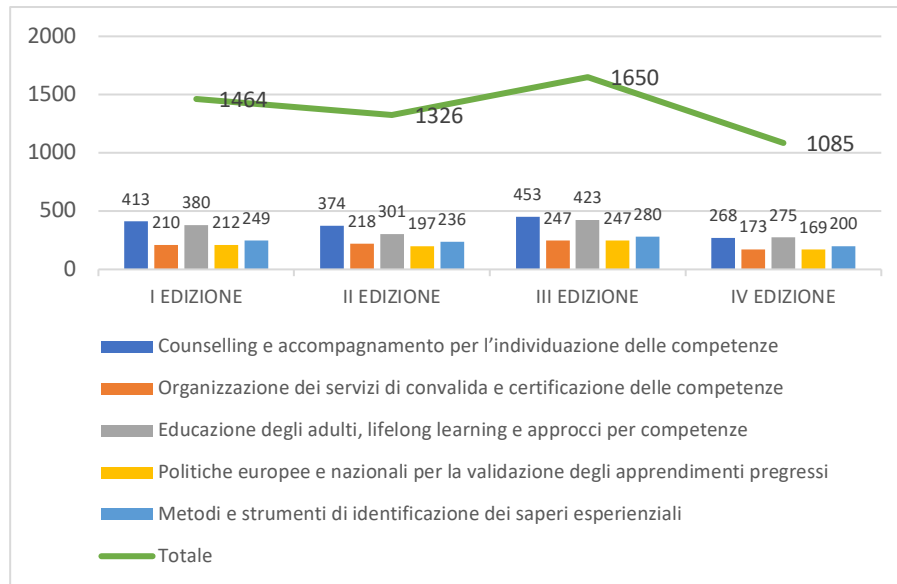 2000
1500
1000
500
0
1464
1326
1650
1085
413
210
380
212
249
374
218
301
197
236
453
247
423
247
280
268
173
275
169
200
I EDIZIONE
II EDIZIONE
III EDIZIONE
IV EDIZIONE
Counselling e accompagnamento per l’individuazione delle competenze
Organizzazione dei servizi di convalida e certificazione delle competenze
Educazione degli adulti, lifelong learning e approcci per competenze
Politiche europee e nazionali per la validazione degli apprendimenti pregressi
Metodi e strumenti di identificazione dei saperi esperienziali
Totale